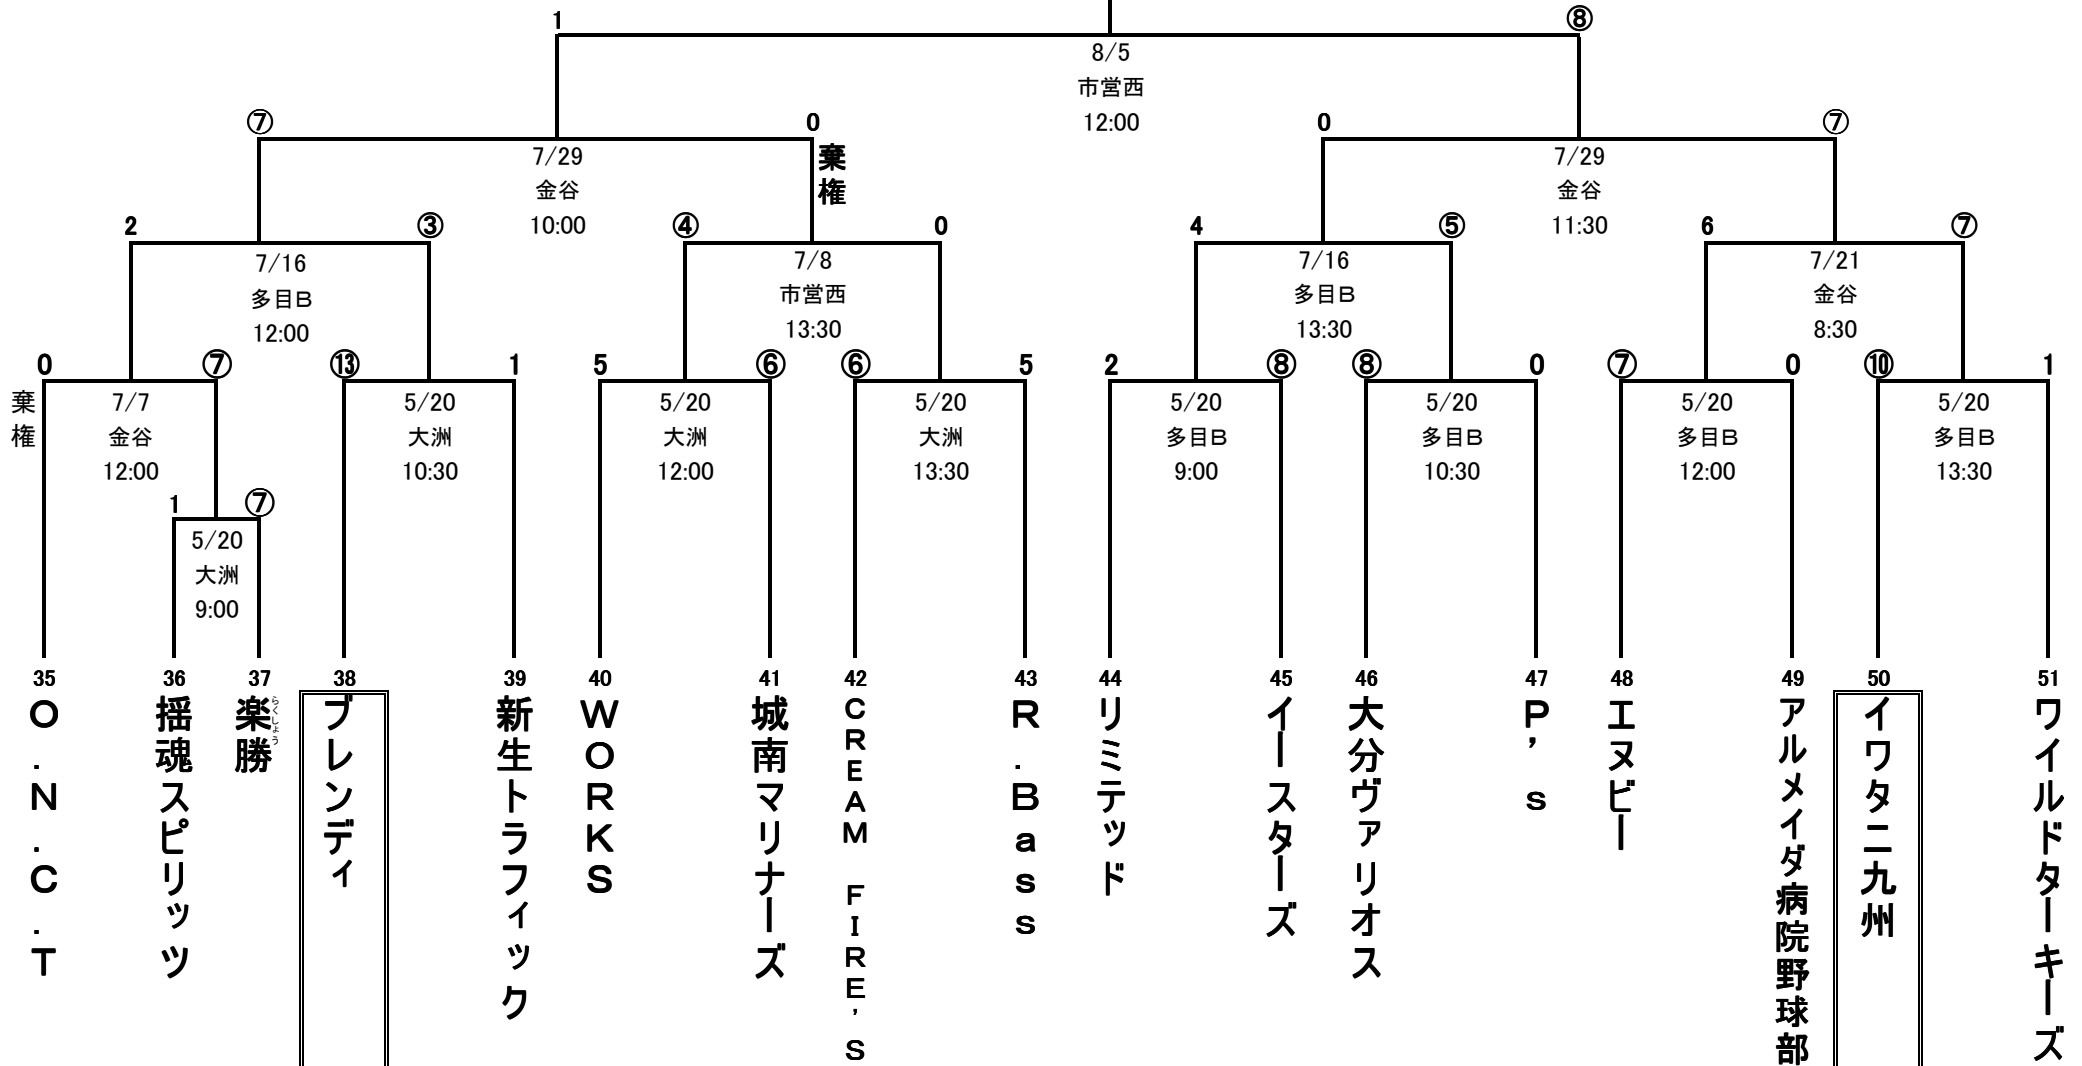 1 ⑧
8/5
市営西
12:00
⑦ 0 0 ⑦
棄権
7/29 7/29
金谷 金谷
10:00 11:30
2 ③ ④ 0 4 ⑤ 6 ⑦
7/16 7/8 7/16 7/21
多目B 市営西 多目B 金谷
12:00 13:30 13:30 8:30
0 ⑦ ⑬ 1 5 ⑥ ⑥ 5 2 ⑧ ⑧ 0 ⑦ 0 ⑩ 1
棄権
7/7 5/20 5/20 5/20 5/20 5/20 5/20 5/20
金谷 大洲 大洲 大洲 多目B 多目B 多目B 多目B
12:00 10:30 12:00 13:30 9:00 10:30 12:00 13:30
1 ⑦
5/20
大洲
9:00
35 36 37 38 39 40 41 42 43 44 45 46 47 48 49 50 51
O.N.C.T
揺魂スピリッツ
楽勝
らくしょう
ブレンディ
新生トラフィック
WORKS
城南マリナーズ
CREAM FIRE'S
R.Bass
リミテッド
イースターズ
大分ヴァリオス
P's
エヌビー
アルメイダ病院野球部
イワタニ九州
ワイルドターキーズ